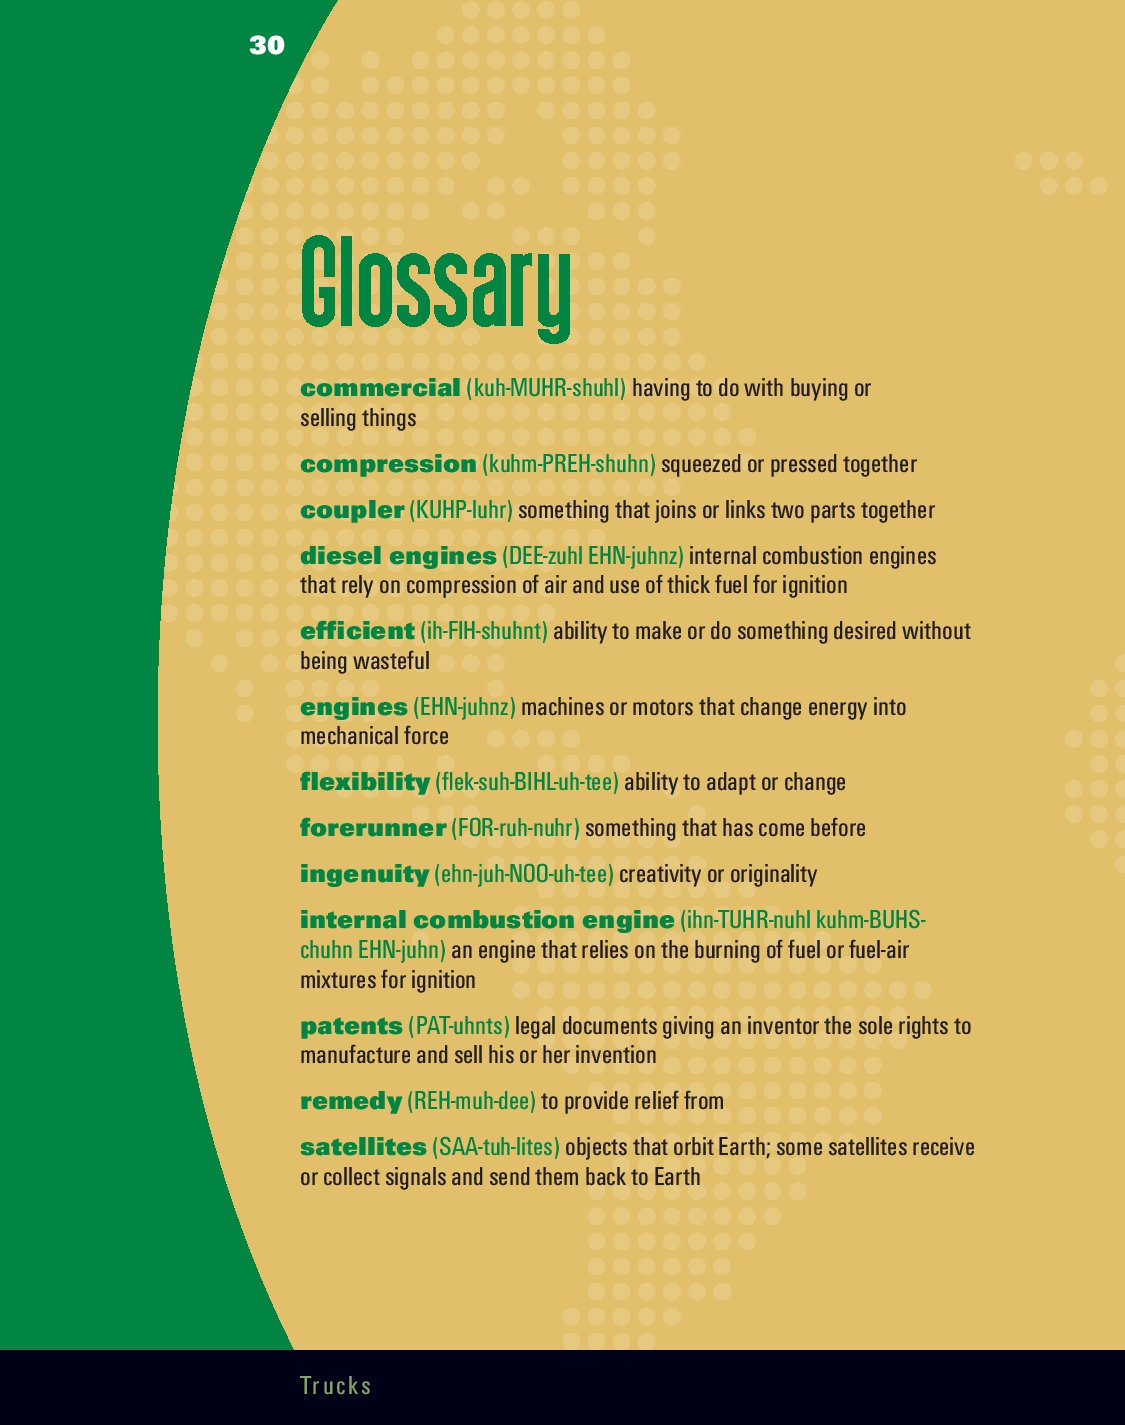 30
Glossary
commercial (kuh-MUHR-shuhl) having to do with buying or
selling things
compression (kuhm-PREH-shuhn) squeezed or pressed together
coupler (KUHP-luhr) something that joins or links two parts together
diesel engines (DEE-zuhl EHN-juhnz) internal combustion engines
that rely on compression of air and use of thick fuel for ignition
efficient (ih-FIH-shuhnt) ability to make or do something desired without
being wasteful
engines (EHN-juhnz) machines or motors that change energy into
mechanical force
flexibility (flek-suh-BIHL-uh-tee) ability to adapt or change
forerunner (FOR-ruh-nuhr) something that has come before
ingenuity (ehn-juh-NOO-uh-tee) creativity or originality
internal combustion engine (ihn-TUHR-nuhl kuhm-BUHS-
chuhn EHN-juhn) an engine that relies on the burning of fuel or fuel-air
mixtures for ignition
patents (PAT-uhnts) legal documents giving an inventor the sole rights to
manufacture and sell his or her invention
remedy (REH-muh-dee) to provide relief from
satellites (SAA-tuh-lites) objects that orbit Earth; some satellites receive
or collect signals and send them back to Earth
Trucks